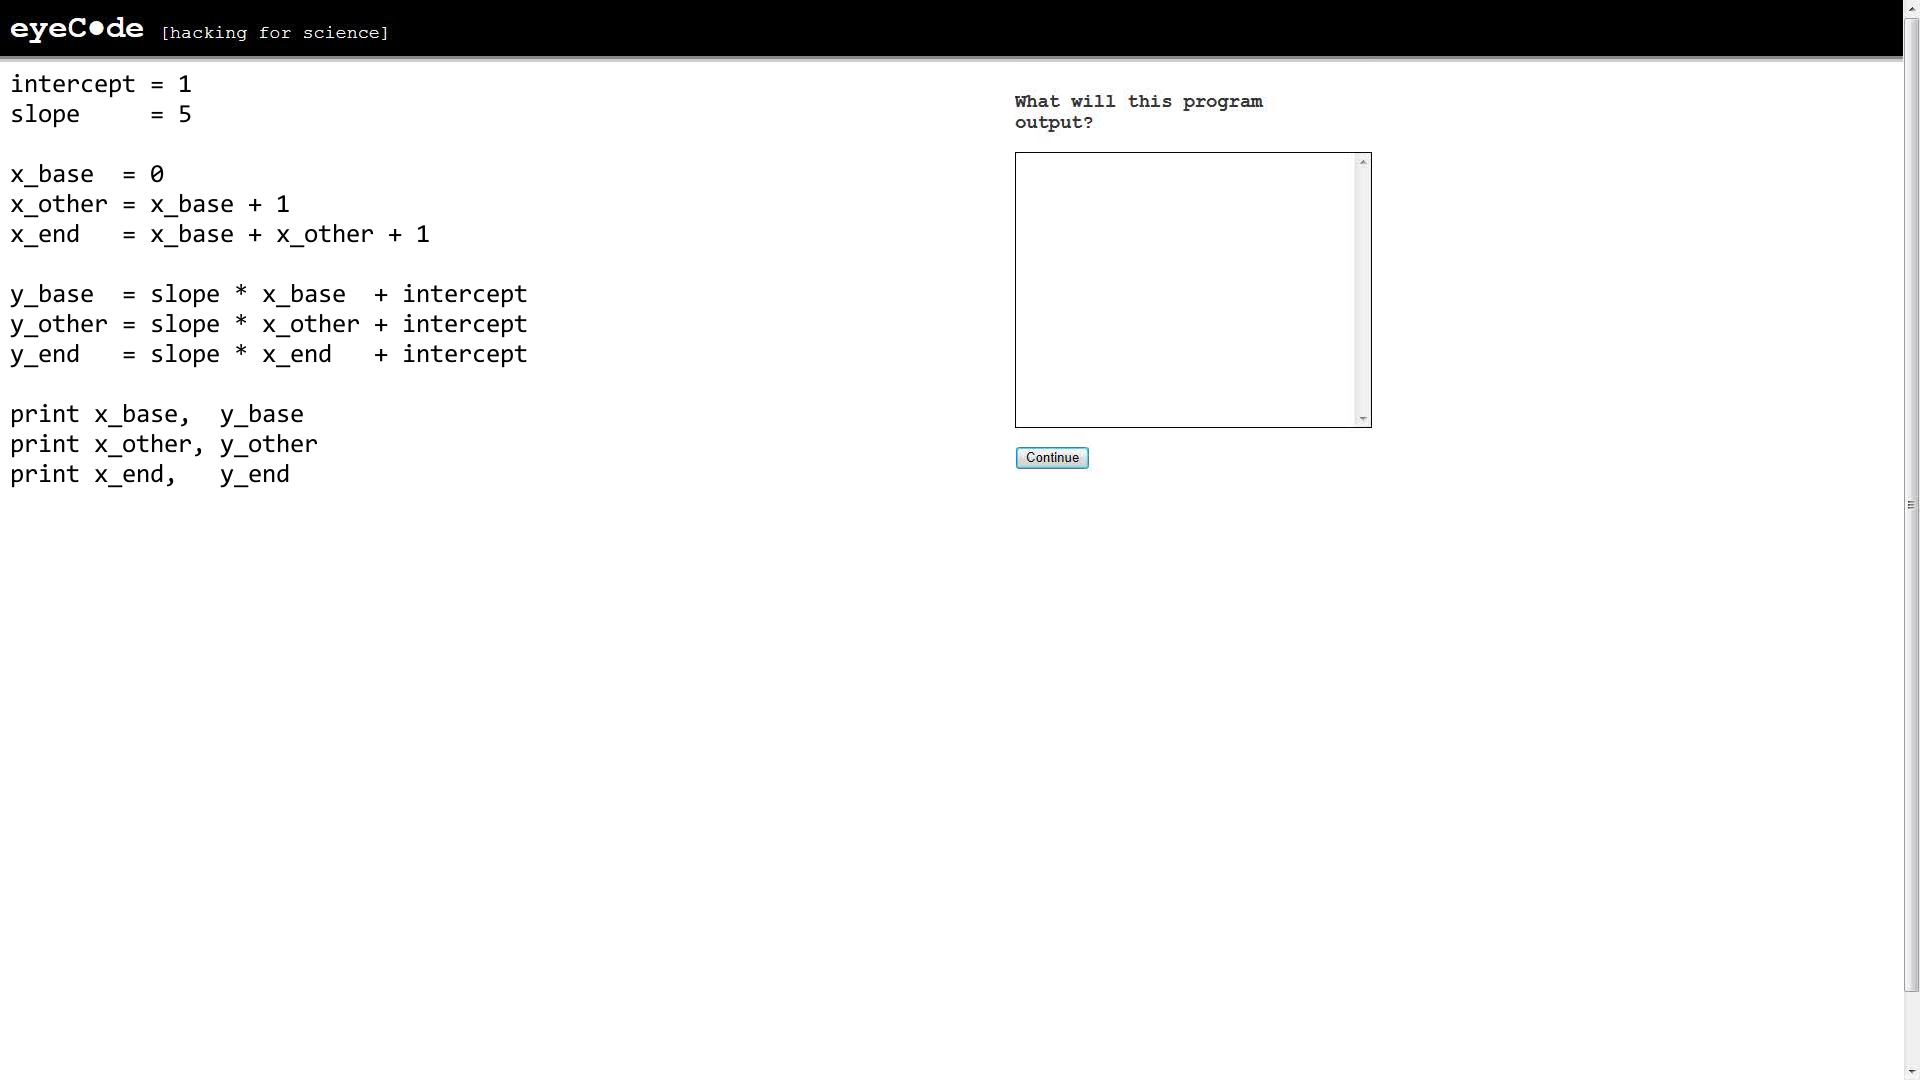 eyeC●de [hacking for science]
intercept = 1
slope     = 5
x_base  = 0
x_other = x_base + 1
x_end   = x_base + x_other + 1
y_base  = slope * x_base  + intercept
y_other = slope * x_other + intercept
y_end   = slope * x_end   + intercept
print x_base,  y_base
print x_other, y_other
print x_end,   y_end
What will this program
output?
Continue